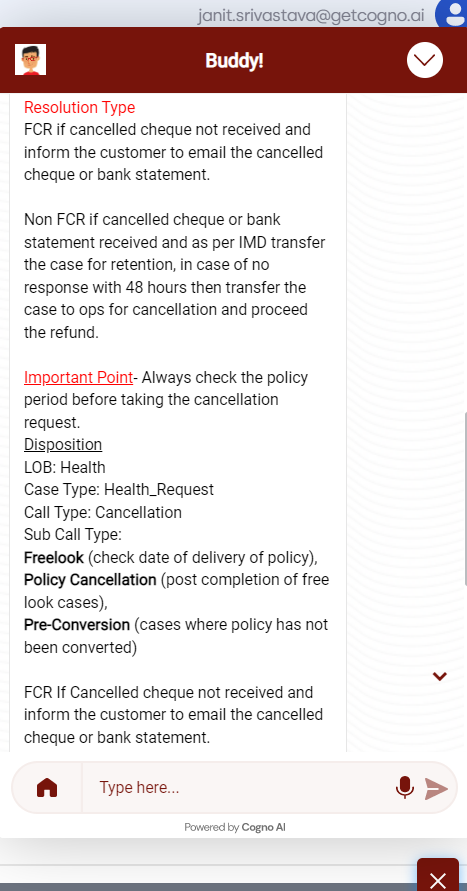 janit.srivastava@getcogno.ai
Buddy!
Resolution Type
FCR if cancelled cheque not received and
inform the customer to email the cancelled
cheque or bank statement.
Non FCR if cancelled cheque or bank
statement received and as per IMD transfer
the case for retention, in case of no
response with 48 hours then transfer the
case to ops for cancellation and proceed
the refund.
Important Point- Always check the policy
period before taking the cancellation
request.
Disposition
LOB: Health
Case Type: Health_Request
Call Type: Cancellation
Sub Call Type:
Freelook (check date of delivery of policy),
Policy Cancellation (post completion of free
look cases),
Pre-Conversion (cases where policy has not
been converted)
FCR If Cancelled cheque not received and
inform the customer to email the cancelled
cheque or bank statement.
Type here...
Powered by Cogno AI